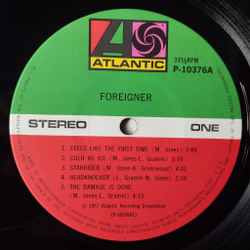 33⅓RPM
ATLANTIC
P-10376A
FOREIGNER
STEREO
ONE
1 FEELS LIKE THE FIRST TIME (M. Jones) 3:49
2 COLD AS ICE (M. Jones-L. Gramm) 3:19
3 STARRIDER (M. Jones-A. Greenwood) 4:01
4 HEADKNOCKER (L. Gramm-M. Jones) 2:58
5 THE DAMAGE IS DONE
(M. Jones-L. Gramm) 4:15
℗ 1977 Atlantic Recording Corporation